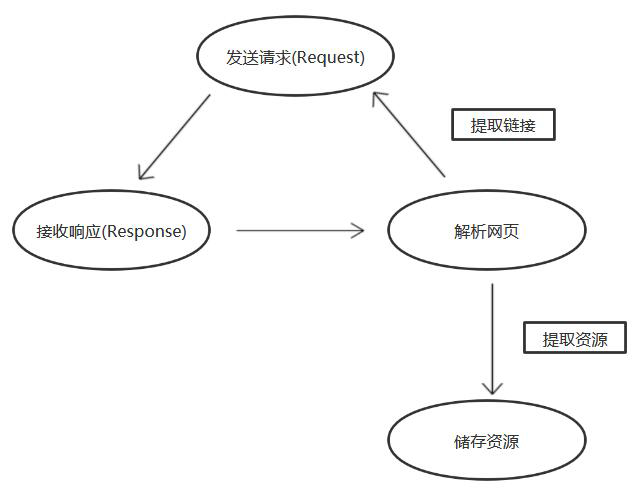 发送请求(Request)
提取链接
接收响应(Response)
解析网页
提取资源
储存资源